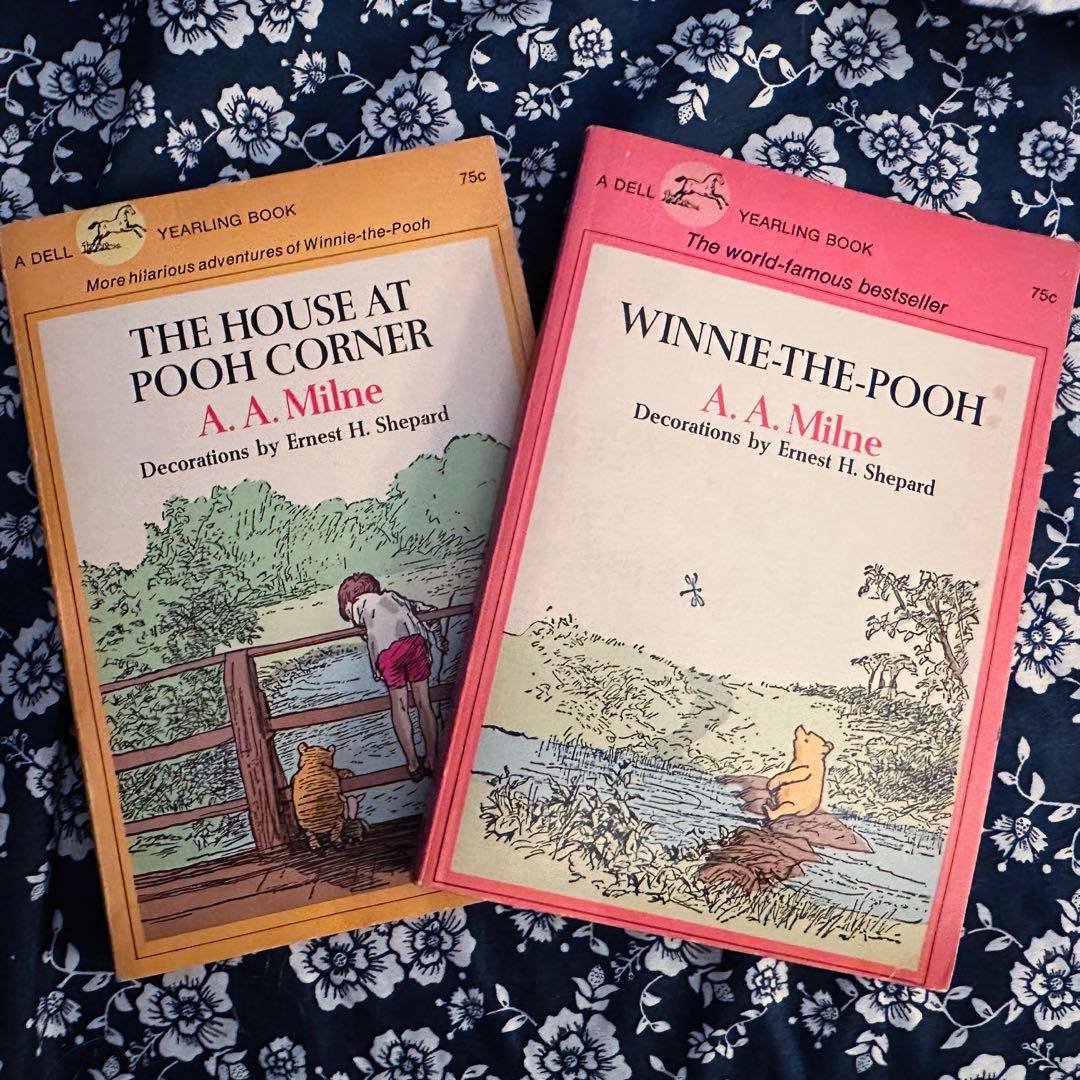 A DELL YEARLING BOOK
75c
More hilarious adventures of Winnie-the-Pooh
THE HOUSE AT
POOH CORNER
A. A. Milne
Decorations by Ernest H. Shepard
A DELL YEARLING BOOK
The world-famous bestseller
75c
WINNIE-THE-POOH
A. A. Milne
Decorations by Ernest H. Shepard